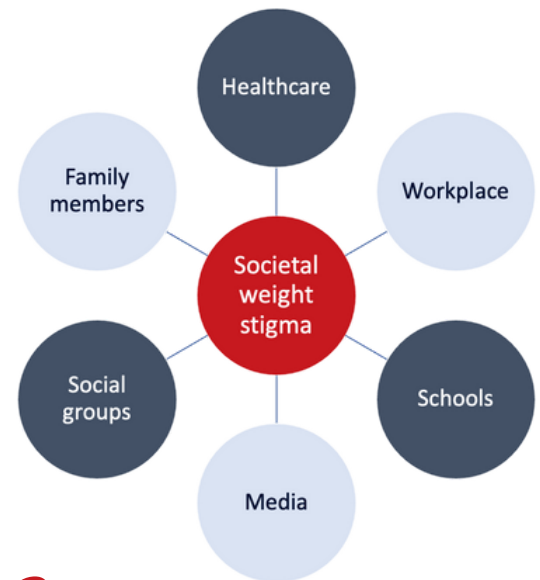 Healthcare
Family
members
Workplace
Societal
weight
stigma
Social
groups
Schools
Media